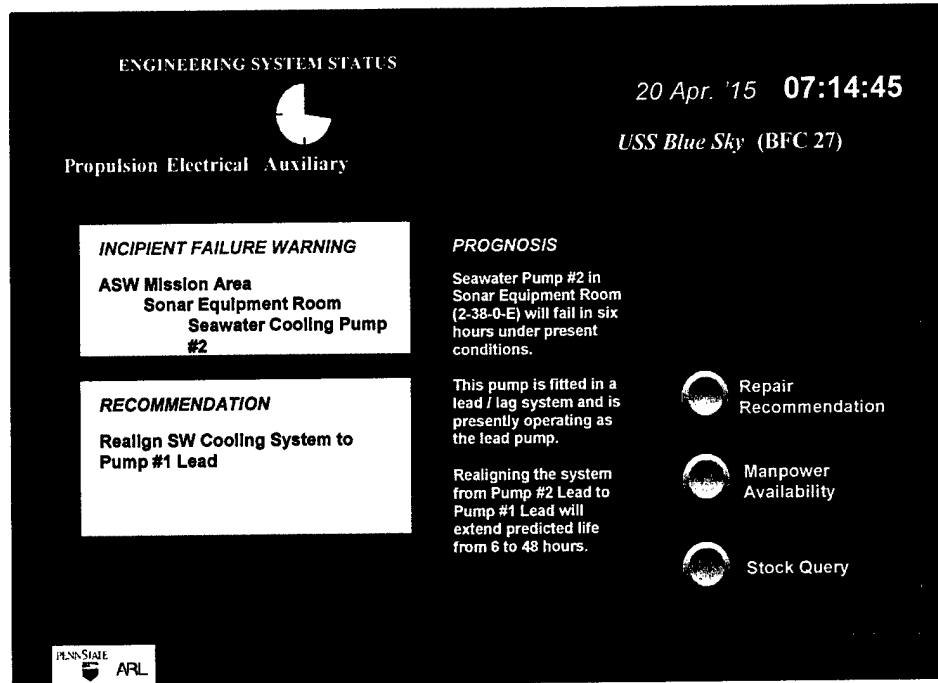 ENGINEERING SYSTEM STATUS
20 Apr. '15 07:14:45
USS Blue Sky (BFC 27)
Propulsion Electrical Auxiliary
INCIPIENT FAILURE WARNING
ASW Mission Area
Sonar Equipment Room
Seawater Cooling Pump
#2
RECOMMENDATION
Realign SW Cooling System to
Pump #1 Lead
PROGNOSIS
Seawater Pump #2 in
Sonar Equipment Room
(2-38-0-E) will fail in six
hours under present
conditions.
This pump is fitted in a
lead / lag system and is
presently operating as
the lead pump.
Realigning the system
from Pump #2 Lead to
Pump #1 Lead will
extend predicted life
from 6 to 48 hours.
Repair
Recommendation
Manpower
Availability
Stock Query
PENNSTATE
ARL